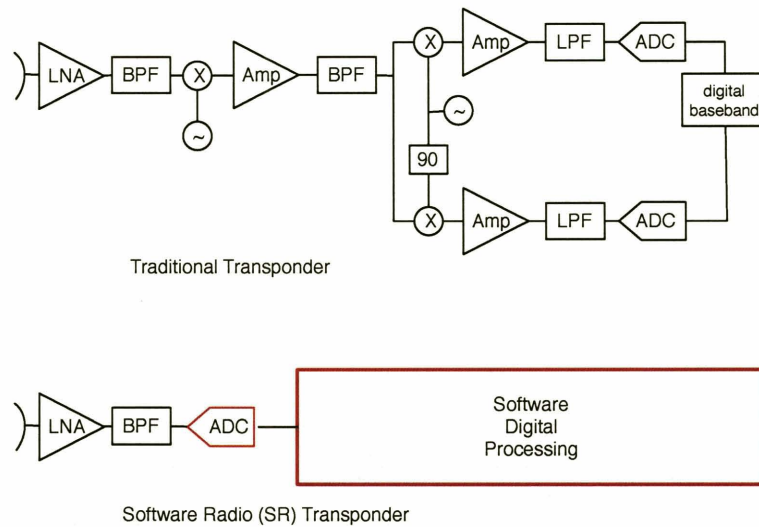 X Amp LPF ADC
LNA BPF X Amp BPF
digital
baseband
~ ~
90
X Amp LPF ADC
Traditional Transponder
LNA BPF ADC
Software
Digital
Processing
Software Radio (SR) Transponder